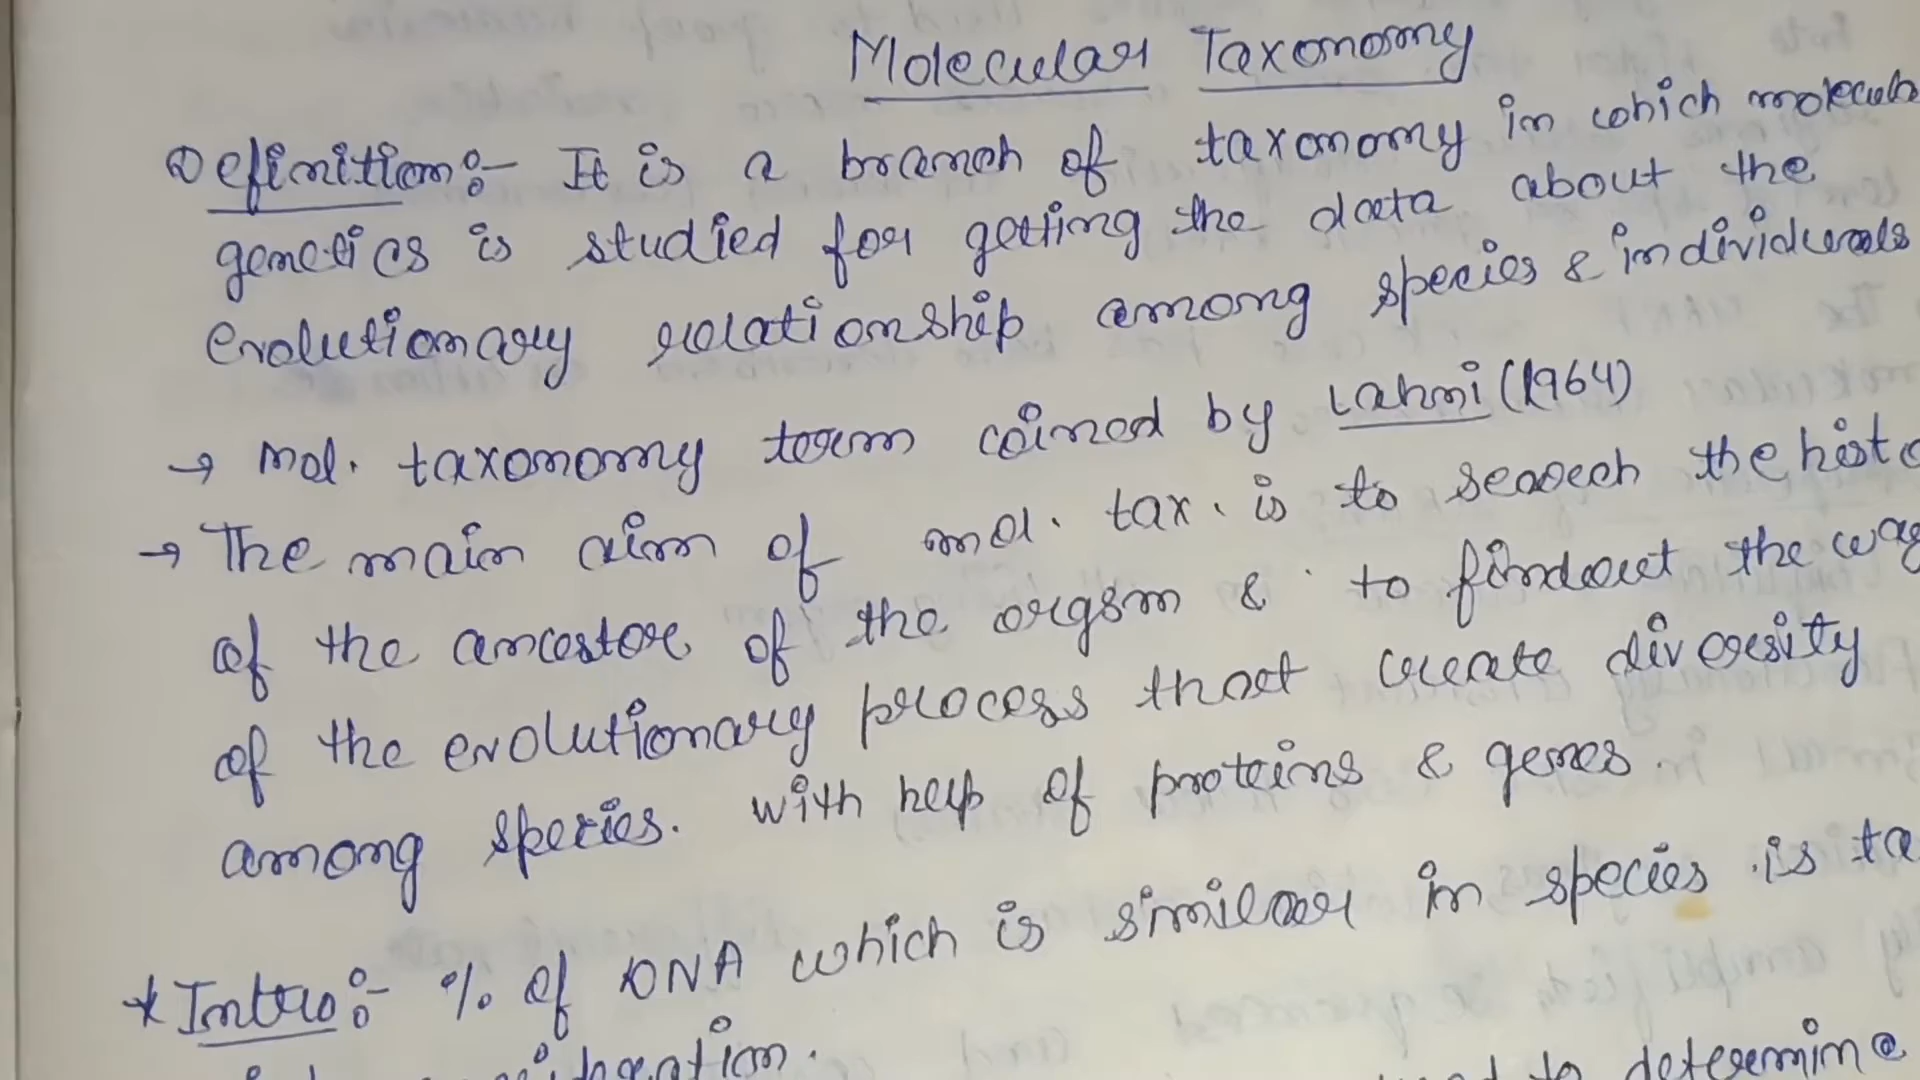 Molecular Taxonomy
Definition:- It is a branch of taxonomy in which molecula
genetics is studied for getting the data about the
evolutionary relationship among species & individuals
→ mol. taxonomy term coined by Lahni (1964)
→ The main aim of mol. tax. is to search the histo
of the ancestor of the orgsm & to findout the way
of the evolutionary process that create diversity
among species. with help of proteins & genes.
* Intro:- % of DNA which is similar in species is ta
to determine